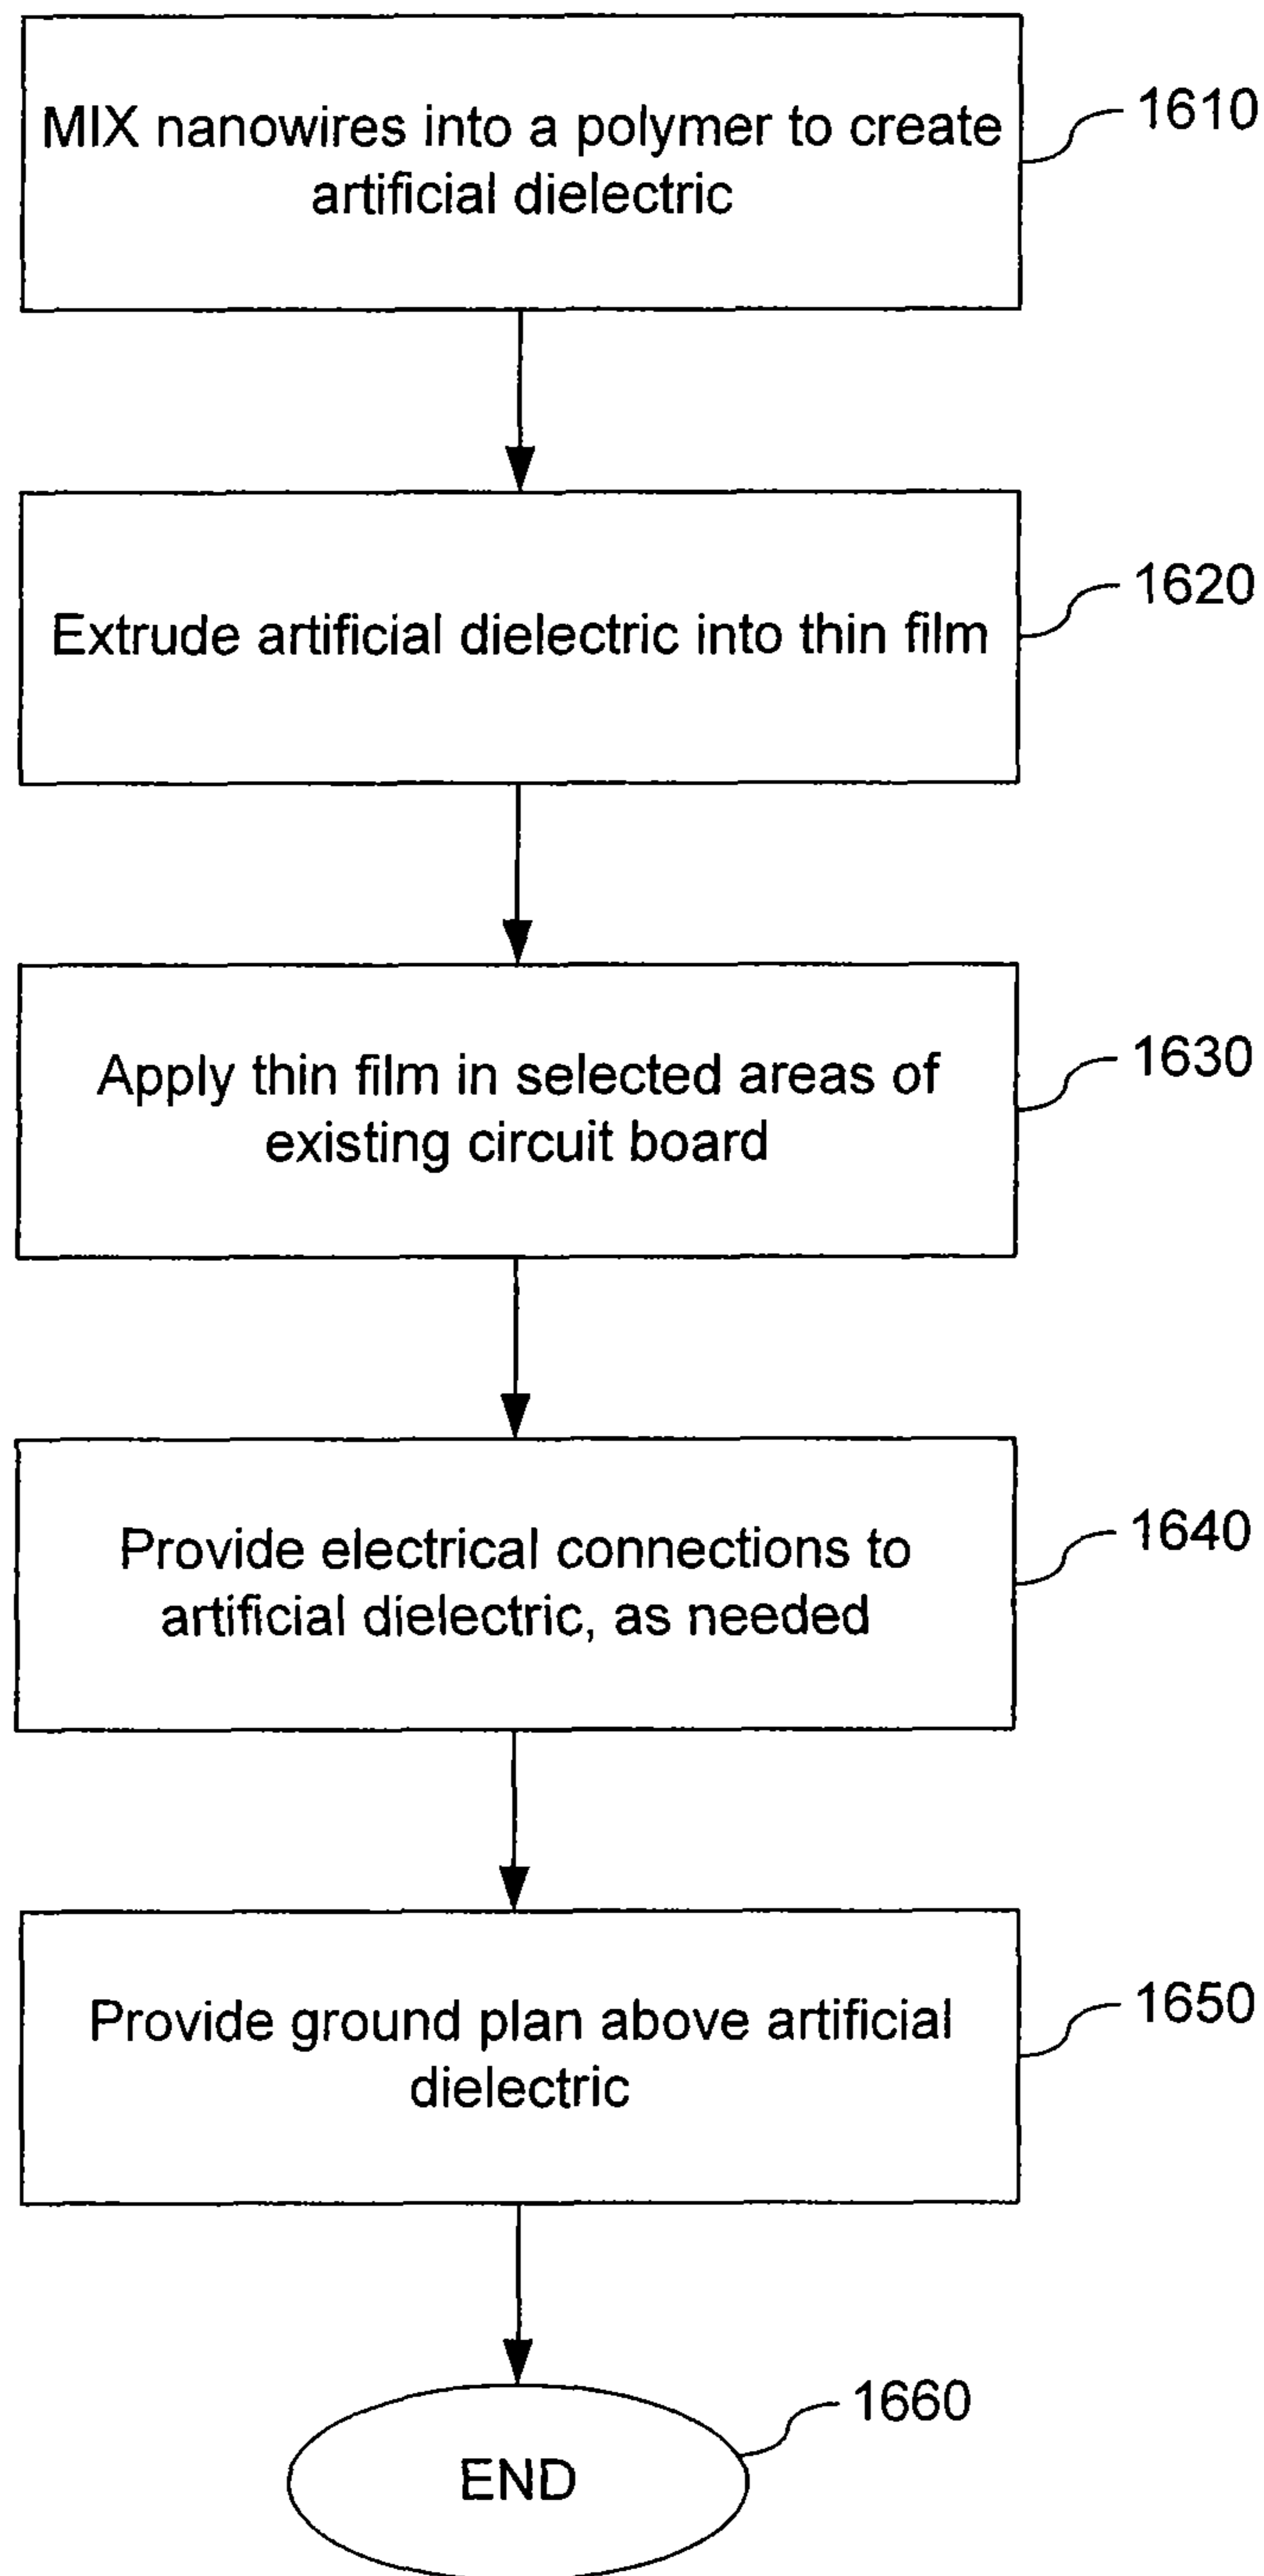 MIX nanowires into a polymer to create
artificial dielectric
1610
Extrude artificial dielectric into thin film
1620
Apply thin film in selected areas of
existing circuit board
1630
Provide electrical connections to
artificial dielectric, as needed
1640
Provide ground plan above artificial
dielectric
1650
END
1660